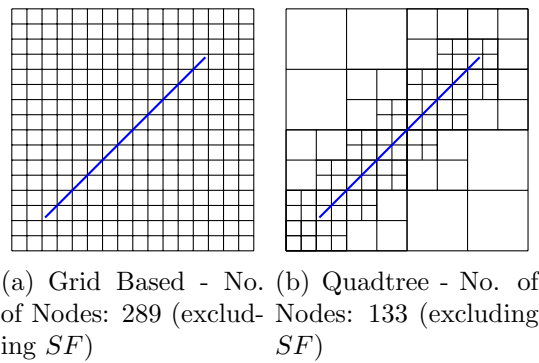 (a) Grid Based - No.
of Nodes: 289 (exclud-
ing SF)
(b) Quadtree - No. of
Nodes: 133 (excluding
SF)